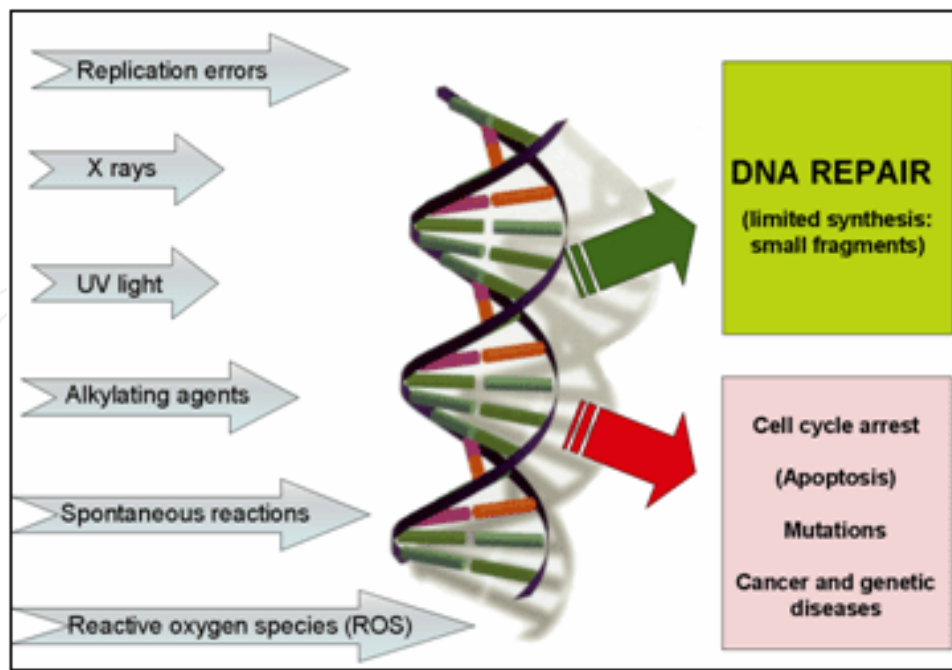 Replication errors
X rays
UV light
Alkylating agents
Spontaneous reactions
Reactive oxygen species (ROS)
DNA REPAIR
(limited synthesis:
small fragments)
Cell cycle arrest
(Apoptosis)
Mutations
Cancer and genetic
diseases